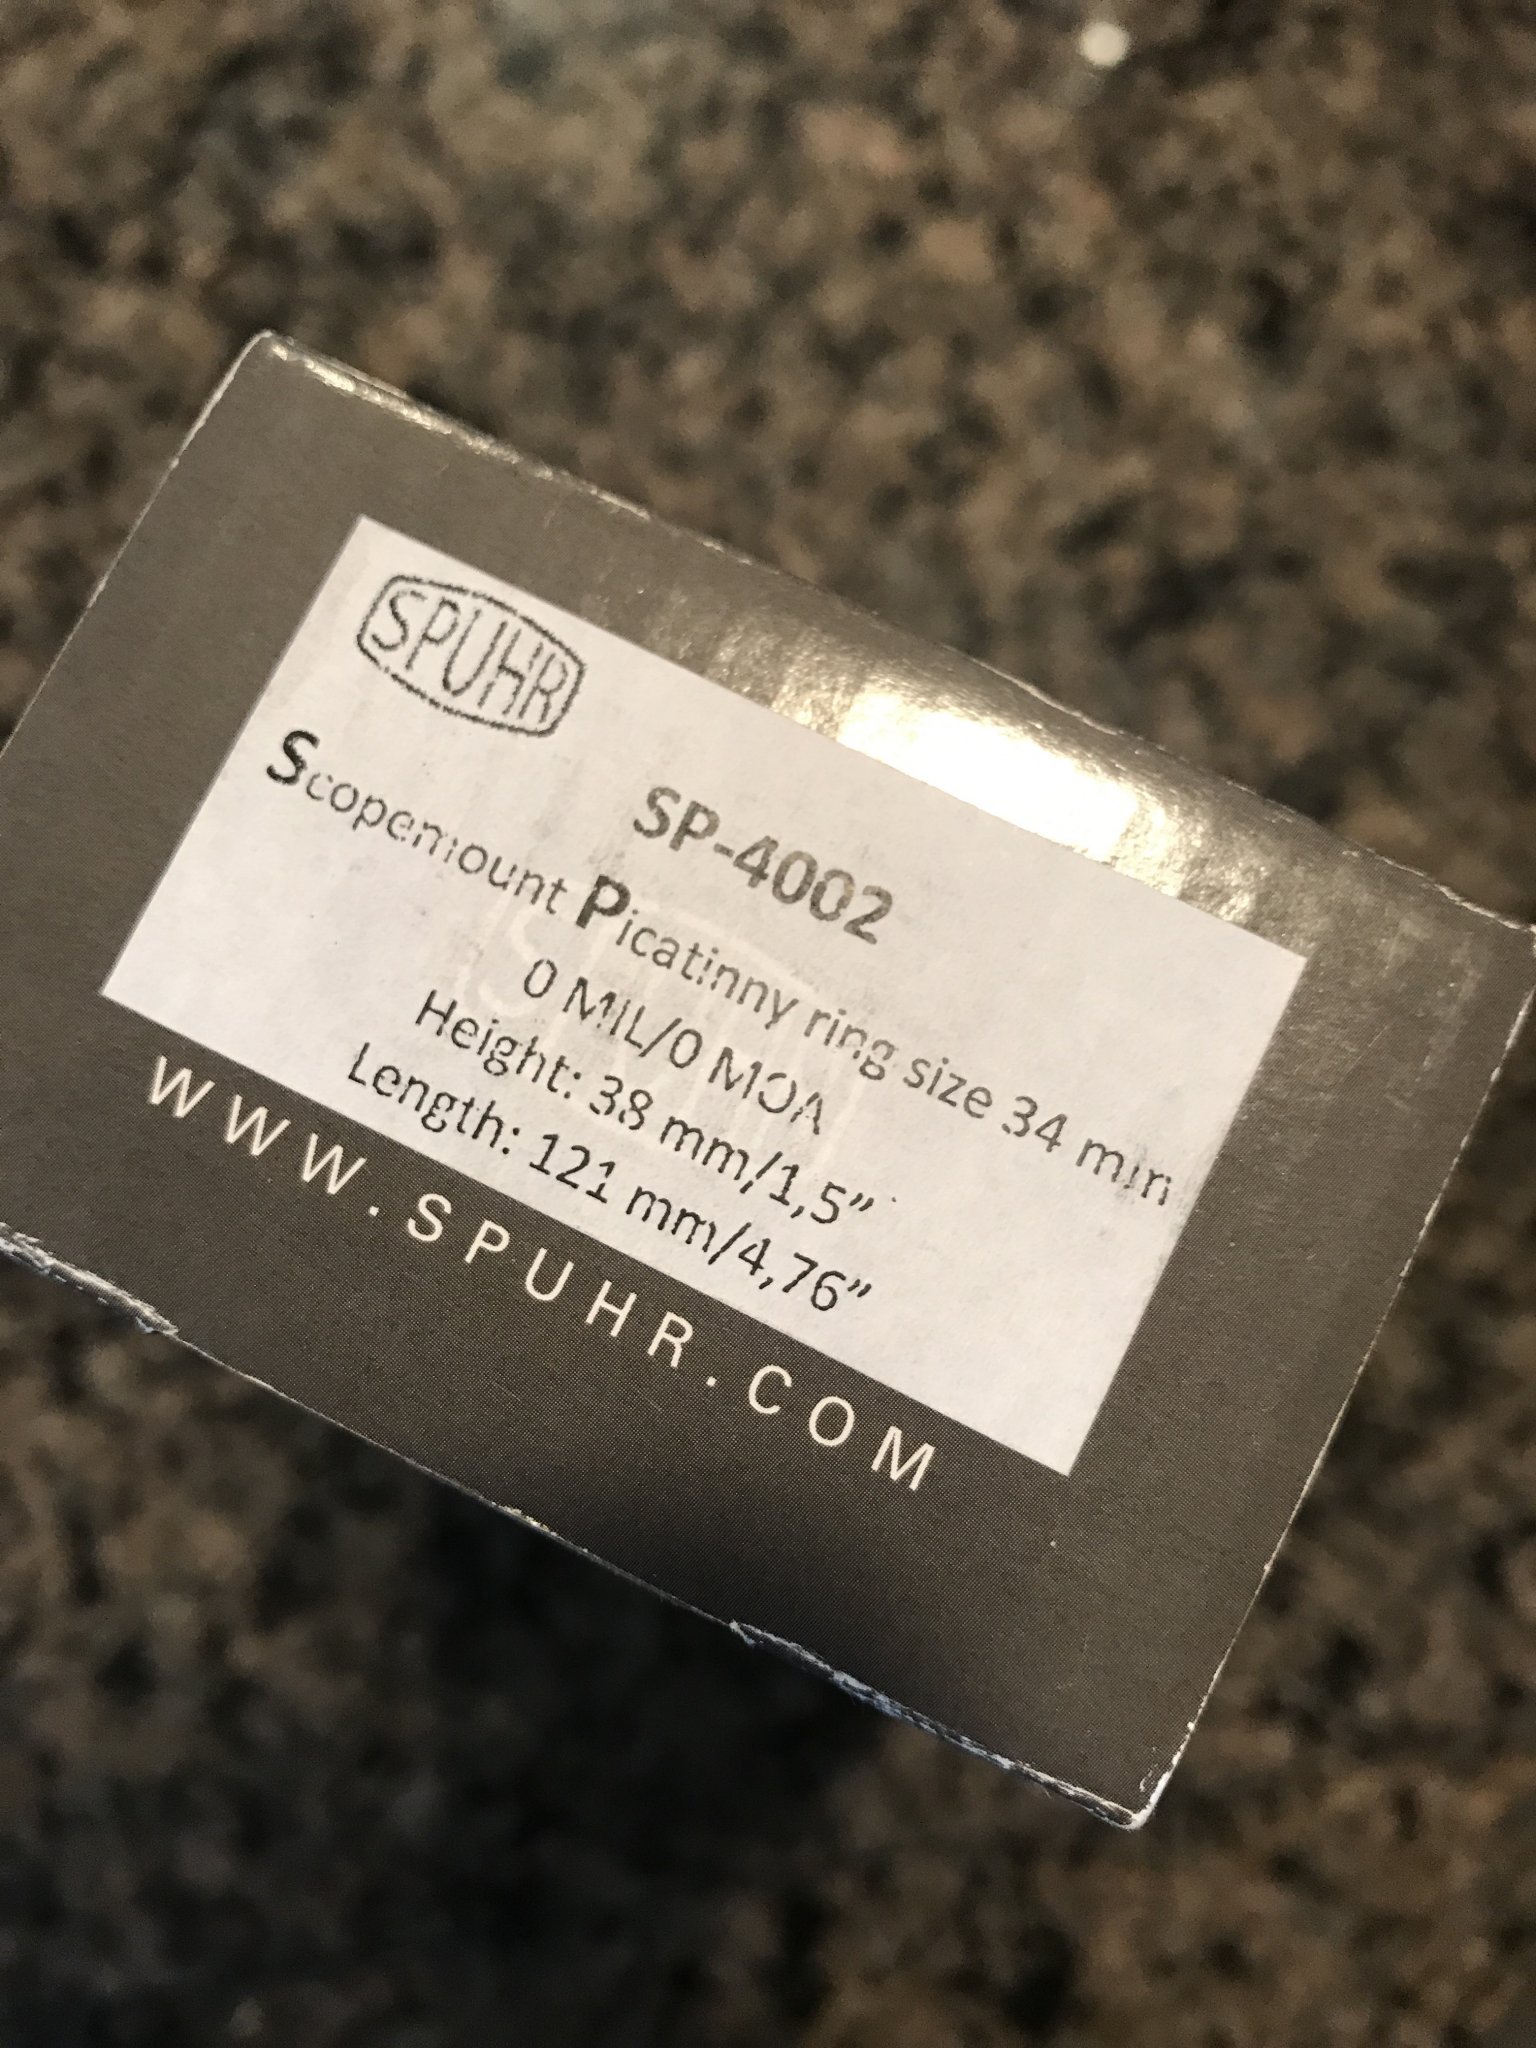 SPUHR
SP-4002
Scopemount Picatinny ring size 34 mm
0 MIL/0 MOA
Height: 38 mm/1,5”
Length: 121 mm/4,76”
WWW.SPUHR.COM